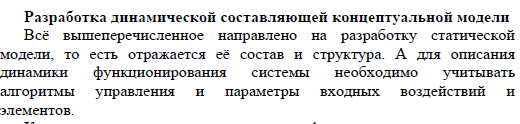 Разработка динамической составляющей концептуальной модели
Всё вышеперечисленное направлено на разработку статической
модели, то есть отражается её состав и структура. А для описания
динамики функционирования системы необходимо учитывать
алгоритмы управления и параметры входных воздействий и
элементов.